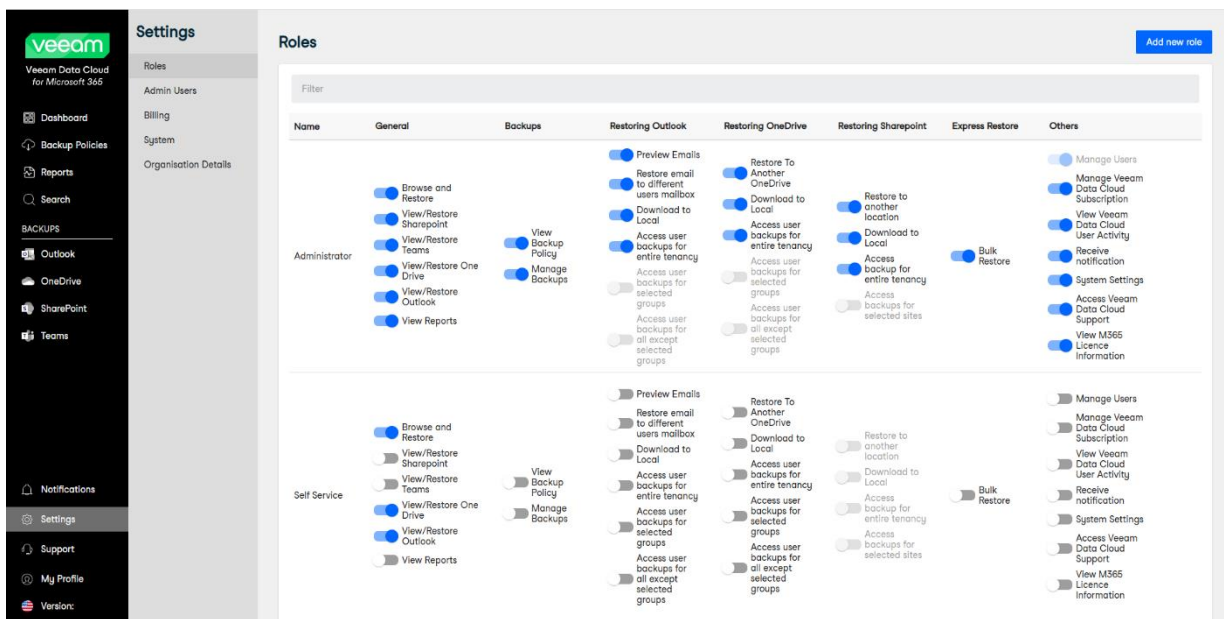 veeam
Veeam Data Cloud
for Microsoft 365
Dashboard
Backup Policies
Reports
Search
BACKUPS
Outlook
OneDrive
SharePoint
Teams
Notifications
Settings
Support
My Profile
Version:
Settings
Roles
Admin Users
Billing
System
Organisation Details
Roles
Add new role
Filter
Name General Backups Restoring Outlook Restoring OneDrive Restoring Sharepoint Express Restore Others
Administrator
Browse and
Restore
View/Restore
Sharepoint
View/Restore
Teams
View/Restore One
Drive
View/Restore
Outlook
View Reports
View
Backup
Policy
Manage
Backups
Preview Emails
Restore email
to different
users mailbox
Download to
Local
Access user
backups for
entire tenancy
Access user
backups for
selected
groups
Access user
backups for
all except
selected
groups
Restore To
Another
OneDrive
Download to
Local
Access user
backups for
entire tenancy
Access user
backups for
selected
groups
Access user
backups for
all except
selected
groups
Restore to
another
location
Download to
Local
Access
backup for
entire tenancy
Access
backups for
selected sites
Bulk
Restore
Manage Users
Manage Veeam
Data Cloud
Subscription
View Veeam
Data Cloud
User Activity
Receive
notification
System Settings
Access Veeam
Data Cloud
Support
View M365
Licence
Information
Self Service
Browse and
Restore
View/Restore
Sharepoint
View/Restore
Teams
View/Restore One
Drive
View/Restore
Outlook
View Reports
View
Backup
Policy
Manage
Backups
Preview Emails
Restore email
to different
users mailbox
Download to
Local
Access user
backups for
entire tenancy
Access user
backups for
selected
groups
Access user
backups for
all except
selected
groups
Restore To
Another
OneDrive
Download to
Local
Access user
backups for
entire tenancy
Access user
backups for
selected
groups
Access user
backups for
all except
selected
groups
Restore to
another
location
Download to
Local
Access
backup for
entire tenancy
Access
backups for
selected sites
Bulk
Restore
Manage Users
Manage Veeam
Data Cloud
Subscription
View Veeam
Data Cloud
User Activity
Receive
notification
System Settings
Access Veeam
Data Cloud
Support
View M365
Licence
Information